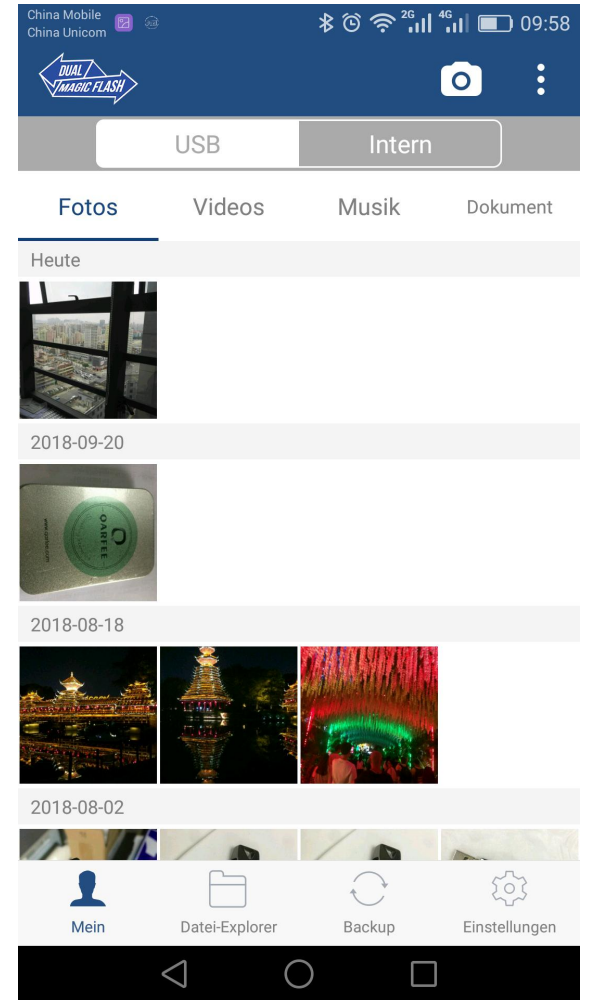 China Mobile
China Unicom
2G
4G
09:58
DUAL
MAGIC FLASH
USB
Intern
Fotos
Videos
Musik
Dokument
Heute
2018-09-20
OARFEE
2018-08-18
2018-08-02
Mein
Datei-Explorer
Backup
Einstellungen